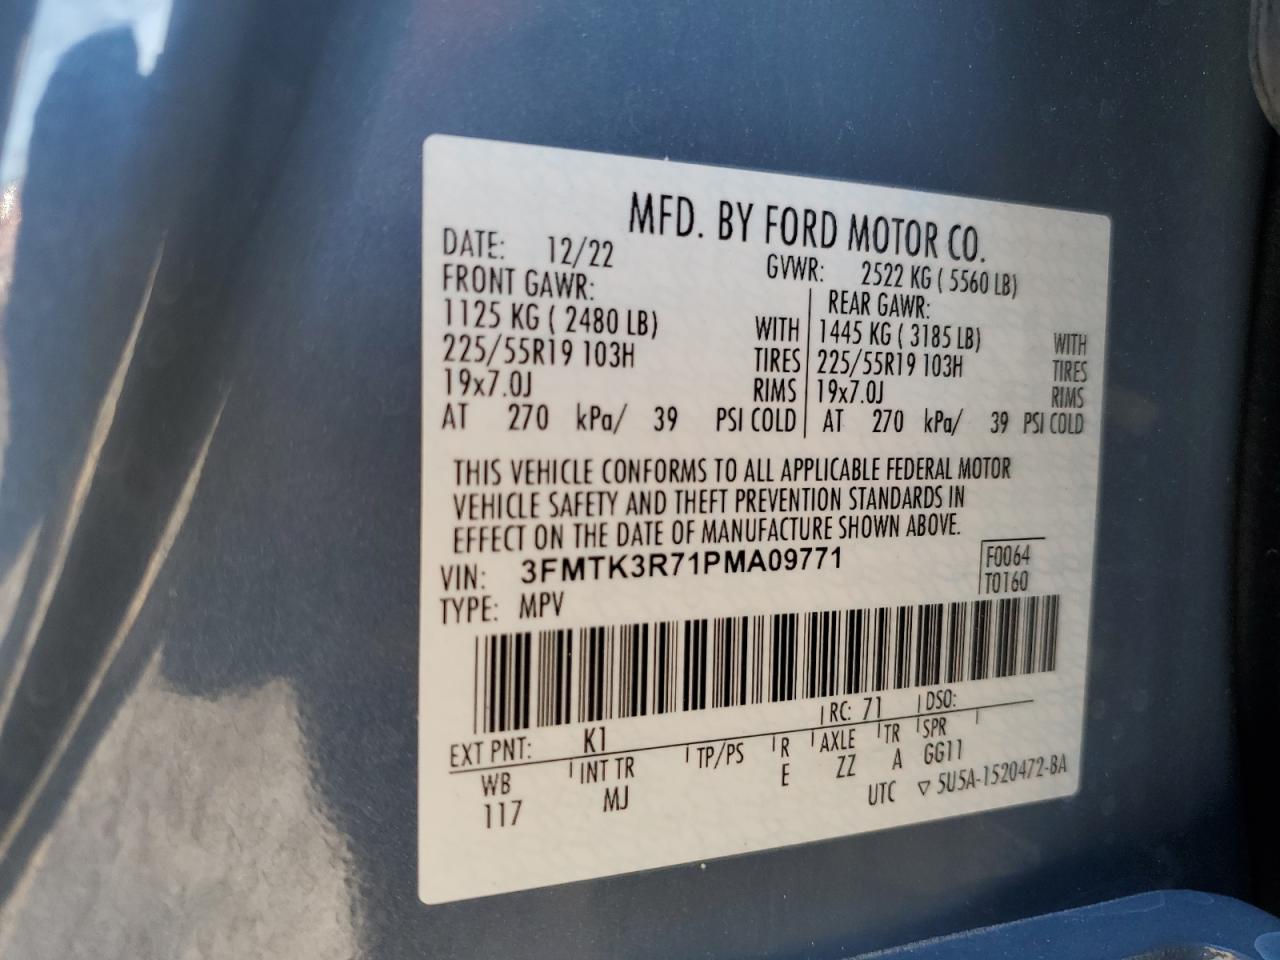 MFD. BY FORD MOTOR CO.
DATE: 12/22 GVWR: 2522 KG ( 5560 LB)
FRONT GAWR: REAR GAWR:
1125 KG ( 2480 LB) WITH 1445 KG ( 3185 LB) WITH
225/55R19 103H TIRES 225/55R19 103H TIRES
19x7.0J RIMS 19x7.0J RIMS
AT 270 kPa/ 39 PSI COLD AT 270 kPa/ 39 PSI COLD
THIS VEHICLE CONFORMS TO ALL APPLICABLE FEDERAL MOTOR
VEHICLE SAFETY AND THEFT PREVENTION STANDARDS IN
EFFECT ON THE DATE OF MANUFACTURE SHOWN ABOVE.
VIN: 3FMTK3R71PMA09771 F0064
TYPE: MPV T0160
EXT PNT: K1 RC: 71 DSO:
WB INT TR TP/PS R AXLE TR SPR
117 MJ E ZZ A GG11
UTC ▽ 5U5A-1520472-BA